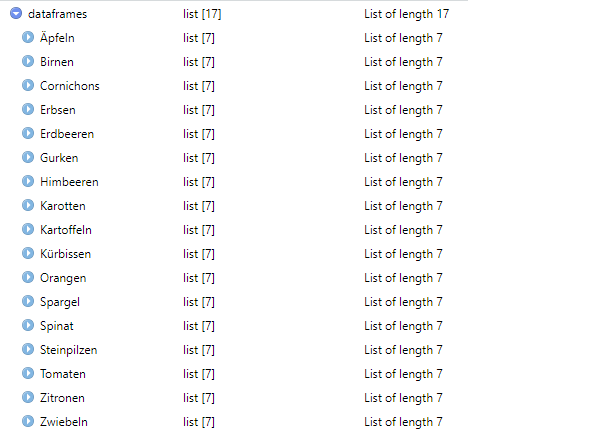 dataframes list [17] List of length 17
Äpfeln list [7] List of length 7
Birnen list [7] List of length 7
Cornichons list [7] List of length 7
Erbsen list [7] List of length 7
Erdbeeren list [7] List of length 7
Gurken list [7] List of length 7
Himbeeren list [7] List of length 7
Karotten list [7] List of length 7
Kartoffeln list [7] List of length 7
Kürbissen list [7] List of length 7
Orangen list [7] List of length 7
Spargel list [7] List of length 7
Spinat list [7] List of length 7
Steinpilzen list [7] List of length 7
Tomaten list [7] List of length 7
Zitronen list [7] List of length 7
Zwiebeln list [7] List of length 7